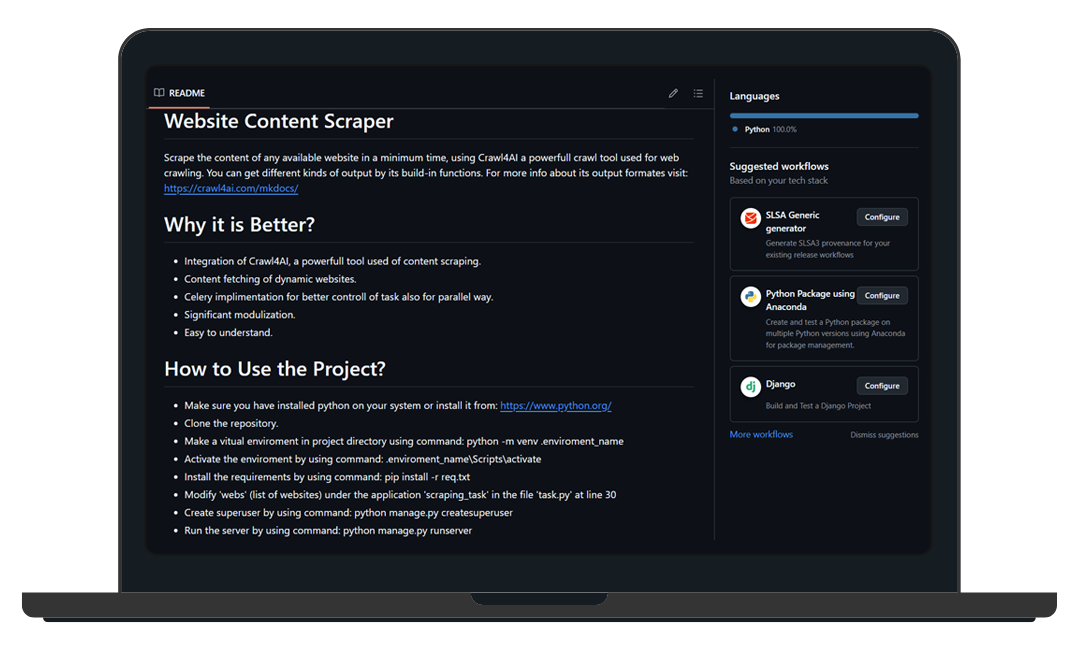 README
Website Content Scraper
Scrape the content of any available website in a minimum time, using Crawl4AI a powerfull crawl tool used for web
crawling. You can get different kinds of output by its build-in functions. For more info about its output formates visit:
https://crawl4ai.com/mkdocs/
Why it is Better?
• Integration of Crawl4AI, a powerfull tool used of content scraping.
• Content fetching of dynamic websites.
• Celery implimentation for better controll of task also for parallel way.
• Significant modulization.
• Easy to understand.
How to Use the Project?
• Make sure you have installed python on your system or install it from: https://www.python.org/
• Clone the repository.
• Make a vitual enviroment in project directory using command: python -m venv .enviroment_name
• Activate the enviroment by using command: .enviroment_name\Scripts\activate
• Install the requirements by using command: pip install -r req.txt
• Modify 'webs' (list of websites) under the application 'scraping_task' in the file 'task.py' at line 30
• Create superuser by using command: python manage.py createsuperuser
• Run the server by using command: python manage.py runserver
Languages
Python 100.0%
Suggested workflows
Based on your tech stack
SLSA Generic
generator
Configure
Generate SLSA3 provenance for your
existing release workflows
Python Package using
Anaconda
Configure
Create and test a Python package on
multiple Python versions using Anaconda
for package management.
dj
Django
Configure
Build and Test a Django Project
More workflows
Dismiss suggestions